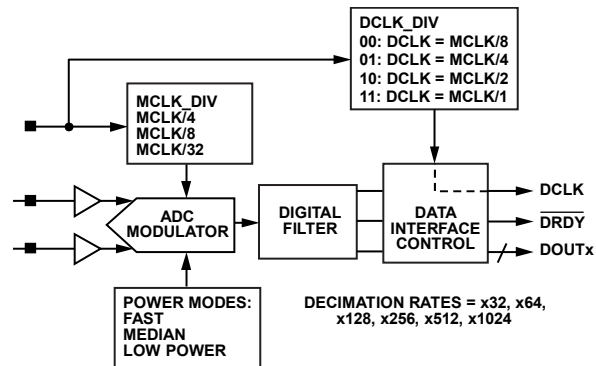 DCLK_DIV
00: DCLK = MCLK/8
01: DCLK = MCLK/4
10: DCLK = MCLK/2
11: DCLK = MCLK/1
MCLK_DIV
MCLK/4
MCLK/8
MCLK/32
ADC
MODULATOR
DIGITAL
FILTER
DATA
INTERFACE
CONTROL
DCLK
DRDY
DOUTx
POWER MODES:
FAST
MEDIAN
LOW POWER
DECIMATION RATES = x32, x64,
x128, x256, x512, x1024